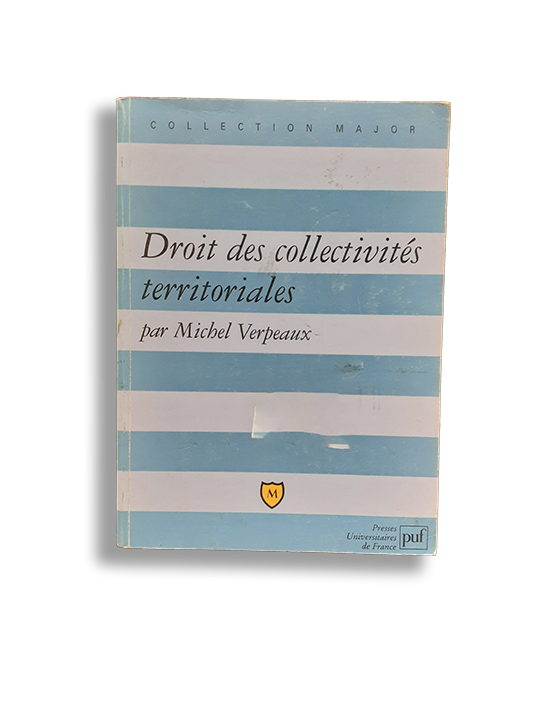 COLLECTION MAJOR
Droit des collectivités
territoriales
par Michel Verpeaux
M
Presses
Universitaires
de France
puf